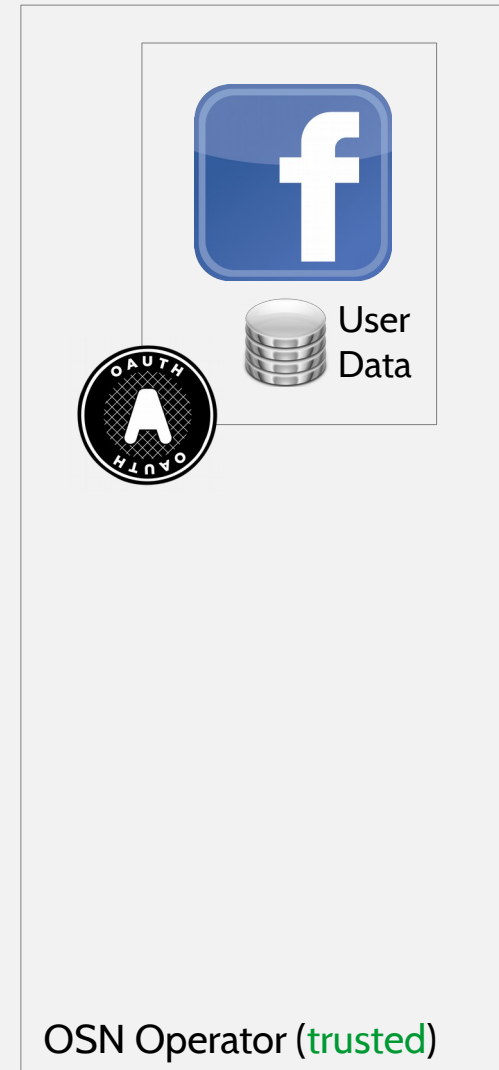 f
User
Data
OAUTH
A
OAUTH
OSN Operator (trusted)